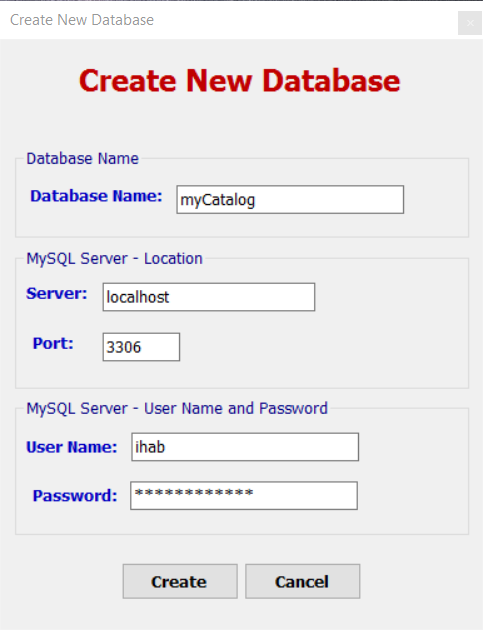 Create New Database
Create New Database
Database Name
Database Name: myCatalog
MySQL Server - Location
Server: localhost
Port: 3306
MySQL Server - User Name and Password
User Name: ihab
Password: ************
Create Cancel